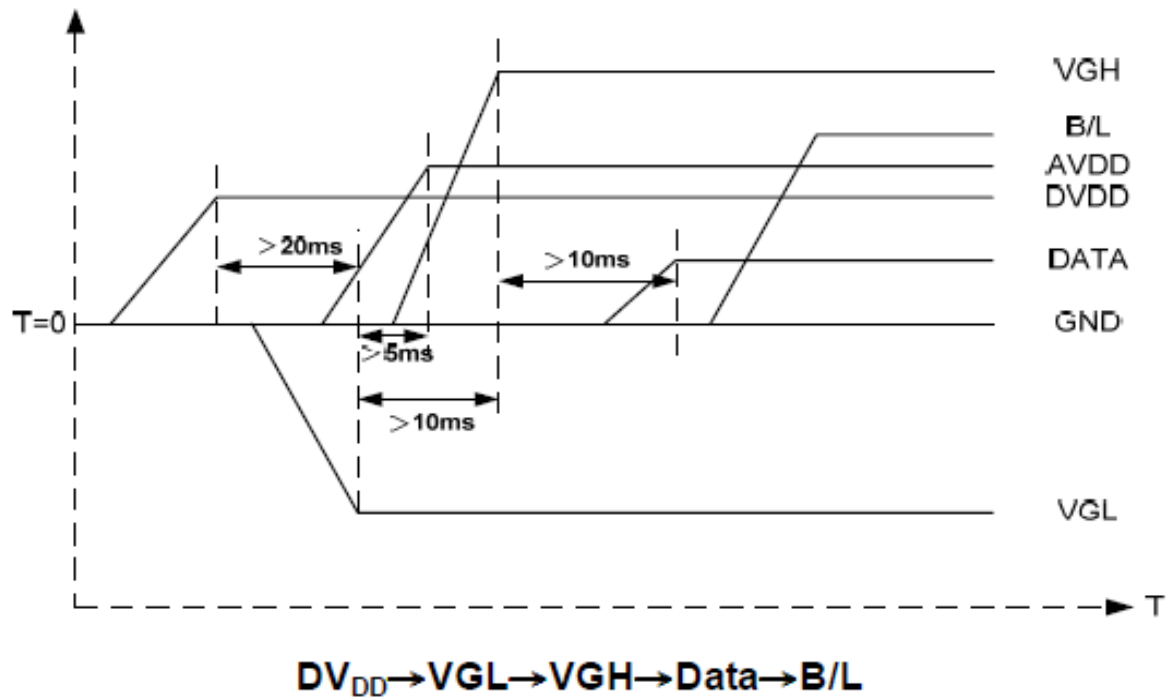 VGH
B/L
AVDD
DVDD
>20ms
>10ms
DATA
T=0
GND
>5ms
>10ms
VGL
T
DVDD→VGL→VGH→Data→B/L